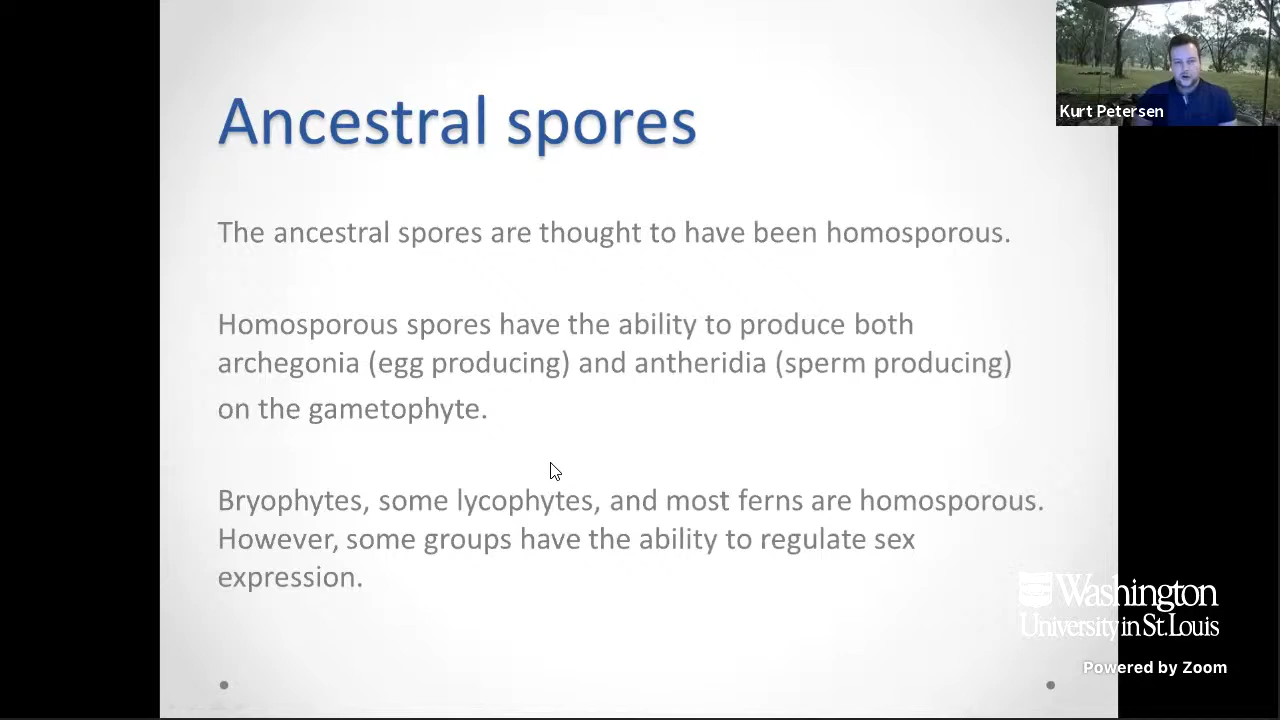 Ancestral spores
Kurt Petersen
The ancestral spores are thought to have been homosporous.
Homosporous spores have the ability to produce both
archegonia (egg producing) and antheridia (sperm producing)
on the gametophyte.
Bryophytes, some lycophytes, and most ferns are homosporous.
However, some groups have the ability to regulate sex
expression.
Washington
University in St. Louis
Powered by Zoom